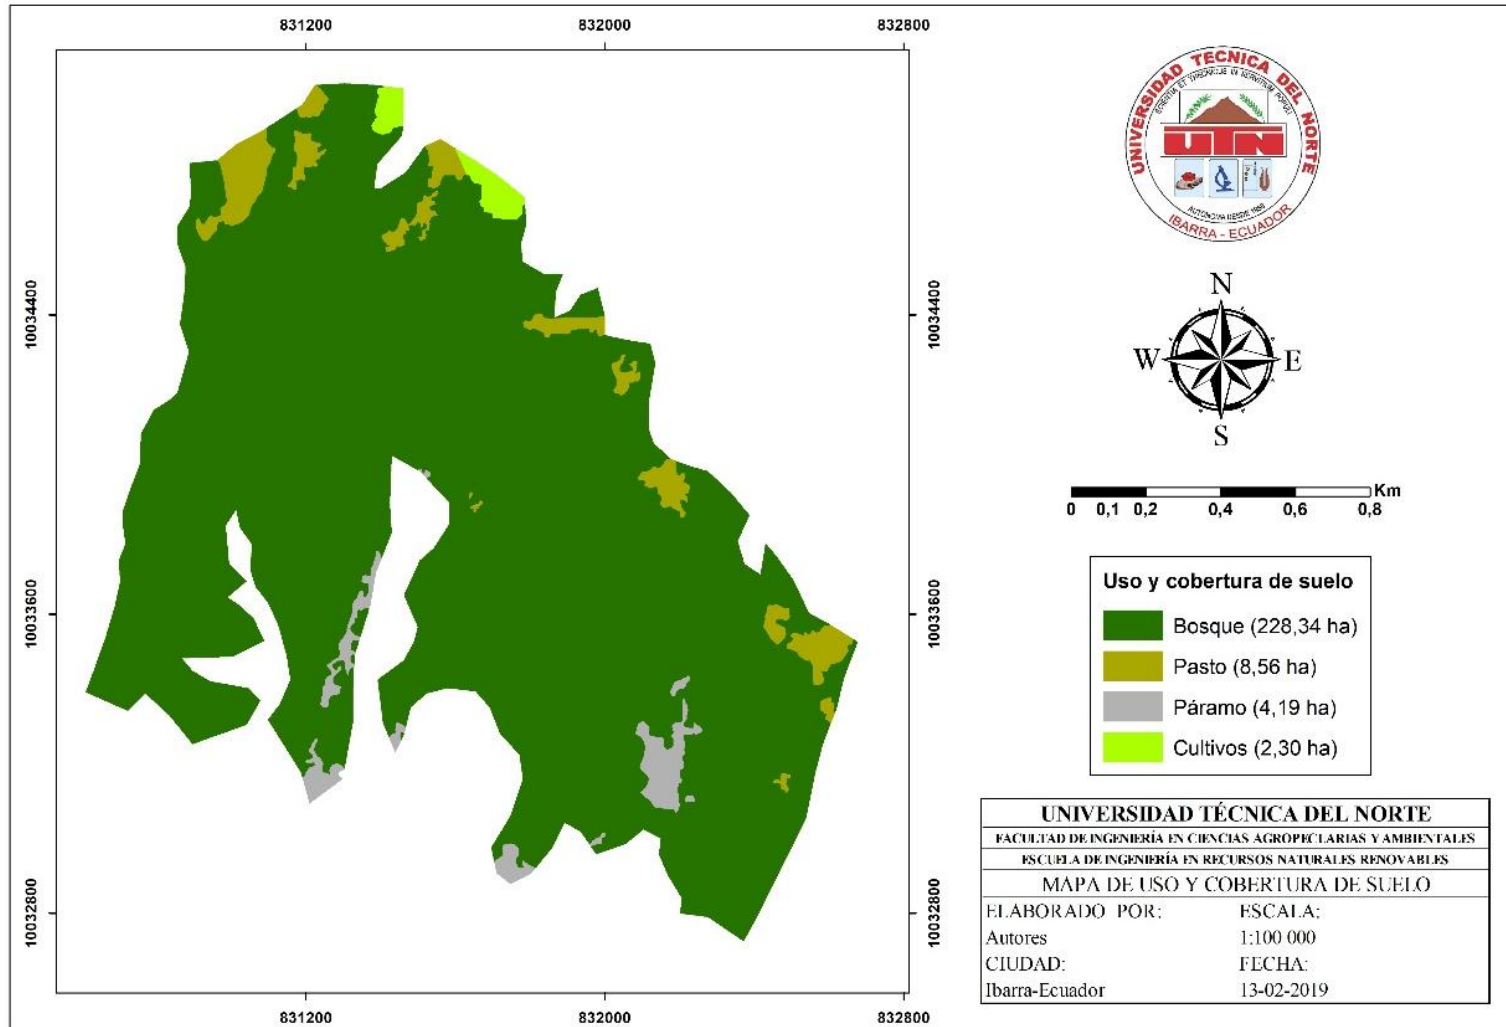 831200 832000 832800
10034400 10034400
10033600 10033600
10032800 10032800
831200 832000 832800
UNIVERSIDAD TECNICA DEL NORTE
UTN
AUTONOMA DESDE 1986
IBARRA - ECUADOR
N
W E
S
Km
0 0,1 0,2 0,4 0,6 0,8
Uso y cobertura de suelo
Bosque (228,34 ha)
Pasto (8,56 ha)
Páramo (4,19 ha)
Cultivos (2,30 ha)
UNIVERSIDAD TÉCNICA DEL NORTE
FACULTAD DE INGENIERÍA EN CIENCIAS AGROPECUARIAS Y AMBIENTALES
ESCUELA DE INGENIERÍA EN RECURSOS NATURALES RENOVABLES
MAPA DE USO Y COBERTURA DE SUELO
ELABORADO POR: ESCALA:
Autores 1:100 000
CIUDAD: FECHA:
Ibarra-Ecuador 13-02-2019